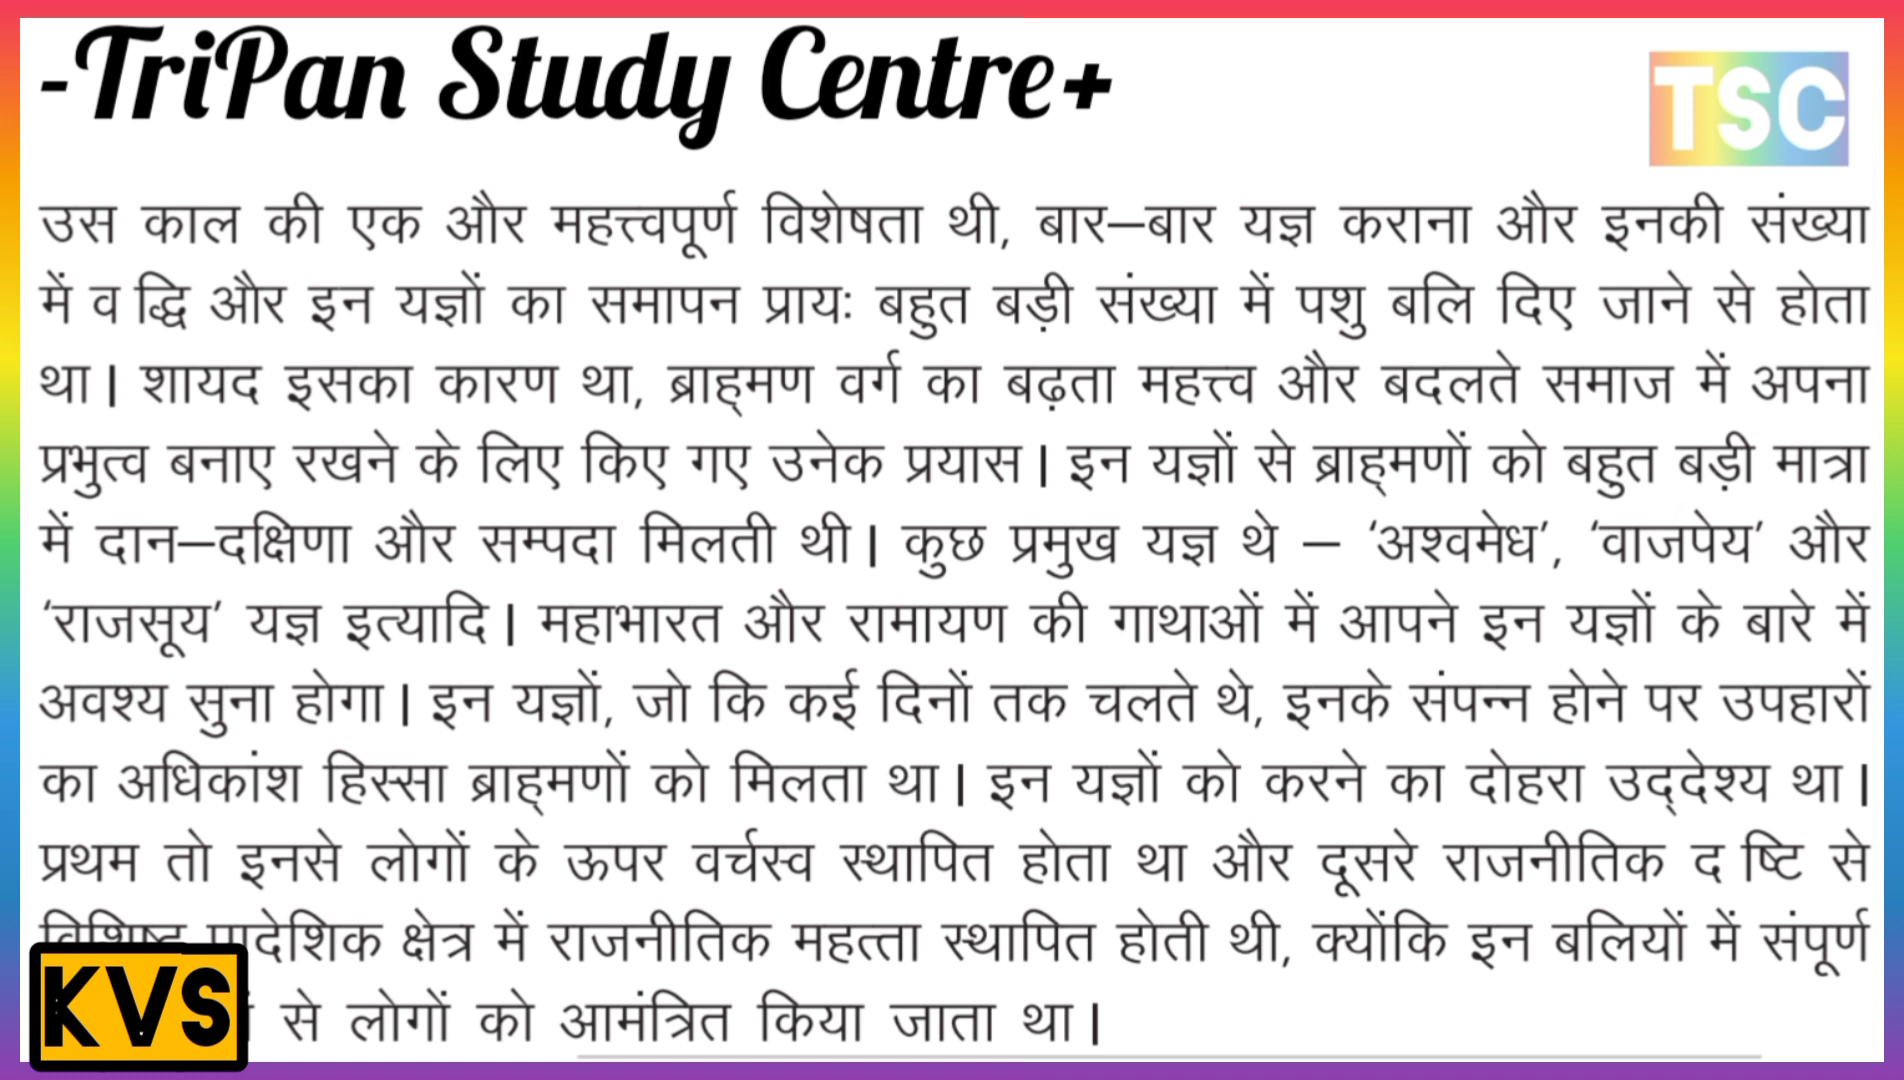 -TriPan Study Centre+
TSC
उस काल की एक और महत्त्वपूर्ण विशेषता थी, बार–बार यज्ञ कराना और इनकी संख्या
में व द्धि और इन यज्ञों का समापन प्रायः बहुत बड़ी संख्या में पशु बलि दिए जाने से होता
था। शायद इसका कारण था, ब्राह्मण वर्ग का बढ़ता महत्त्व और बदलते समाज में अपना
प्रभुत्व बनाए रखने के लिए किए गए उनेक प्रयास। इन यज्ञों से ब्राह्मणों को बहुत बड़ी मात्रा
में दान–दक्षिणा और सम्पदा मिलती थी। कुछ प्रमुख यज्ञ थे – ‘अश्वमेध’, ‘वाजपेय’ और
‘राजसूय’ यज्ञ इत्यादि। महाभारत और रामायण की गाथाओं में आपने इन यज्ञों के बारे में
अवश्य सुना होगा। इन यज्ञों, जो कि कई दिनों तक चलते थे, इनके संपन्न होने पर उपहारों
का अधिकांश हिस्सा ब्राह्मणों को मिलता था। इन यज्ञों को करने का दोहरा उद्देश्य था।
प्रथम तो इनसे लोगों के ऊपर वर्चस्व स्थापित होता था और दूसरे राजनीतिक द ष्टि से
विशिष्ट प्रादेशिक क्षेत्र में राजनीतिक महत्ता स्थापित होती थी, क्योंकि इन बलियों में संपूर्ण
से लोगों को आमंत्रित किया जाता था।
KVS